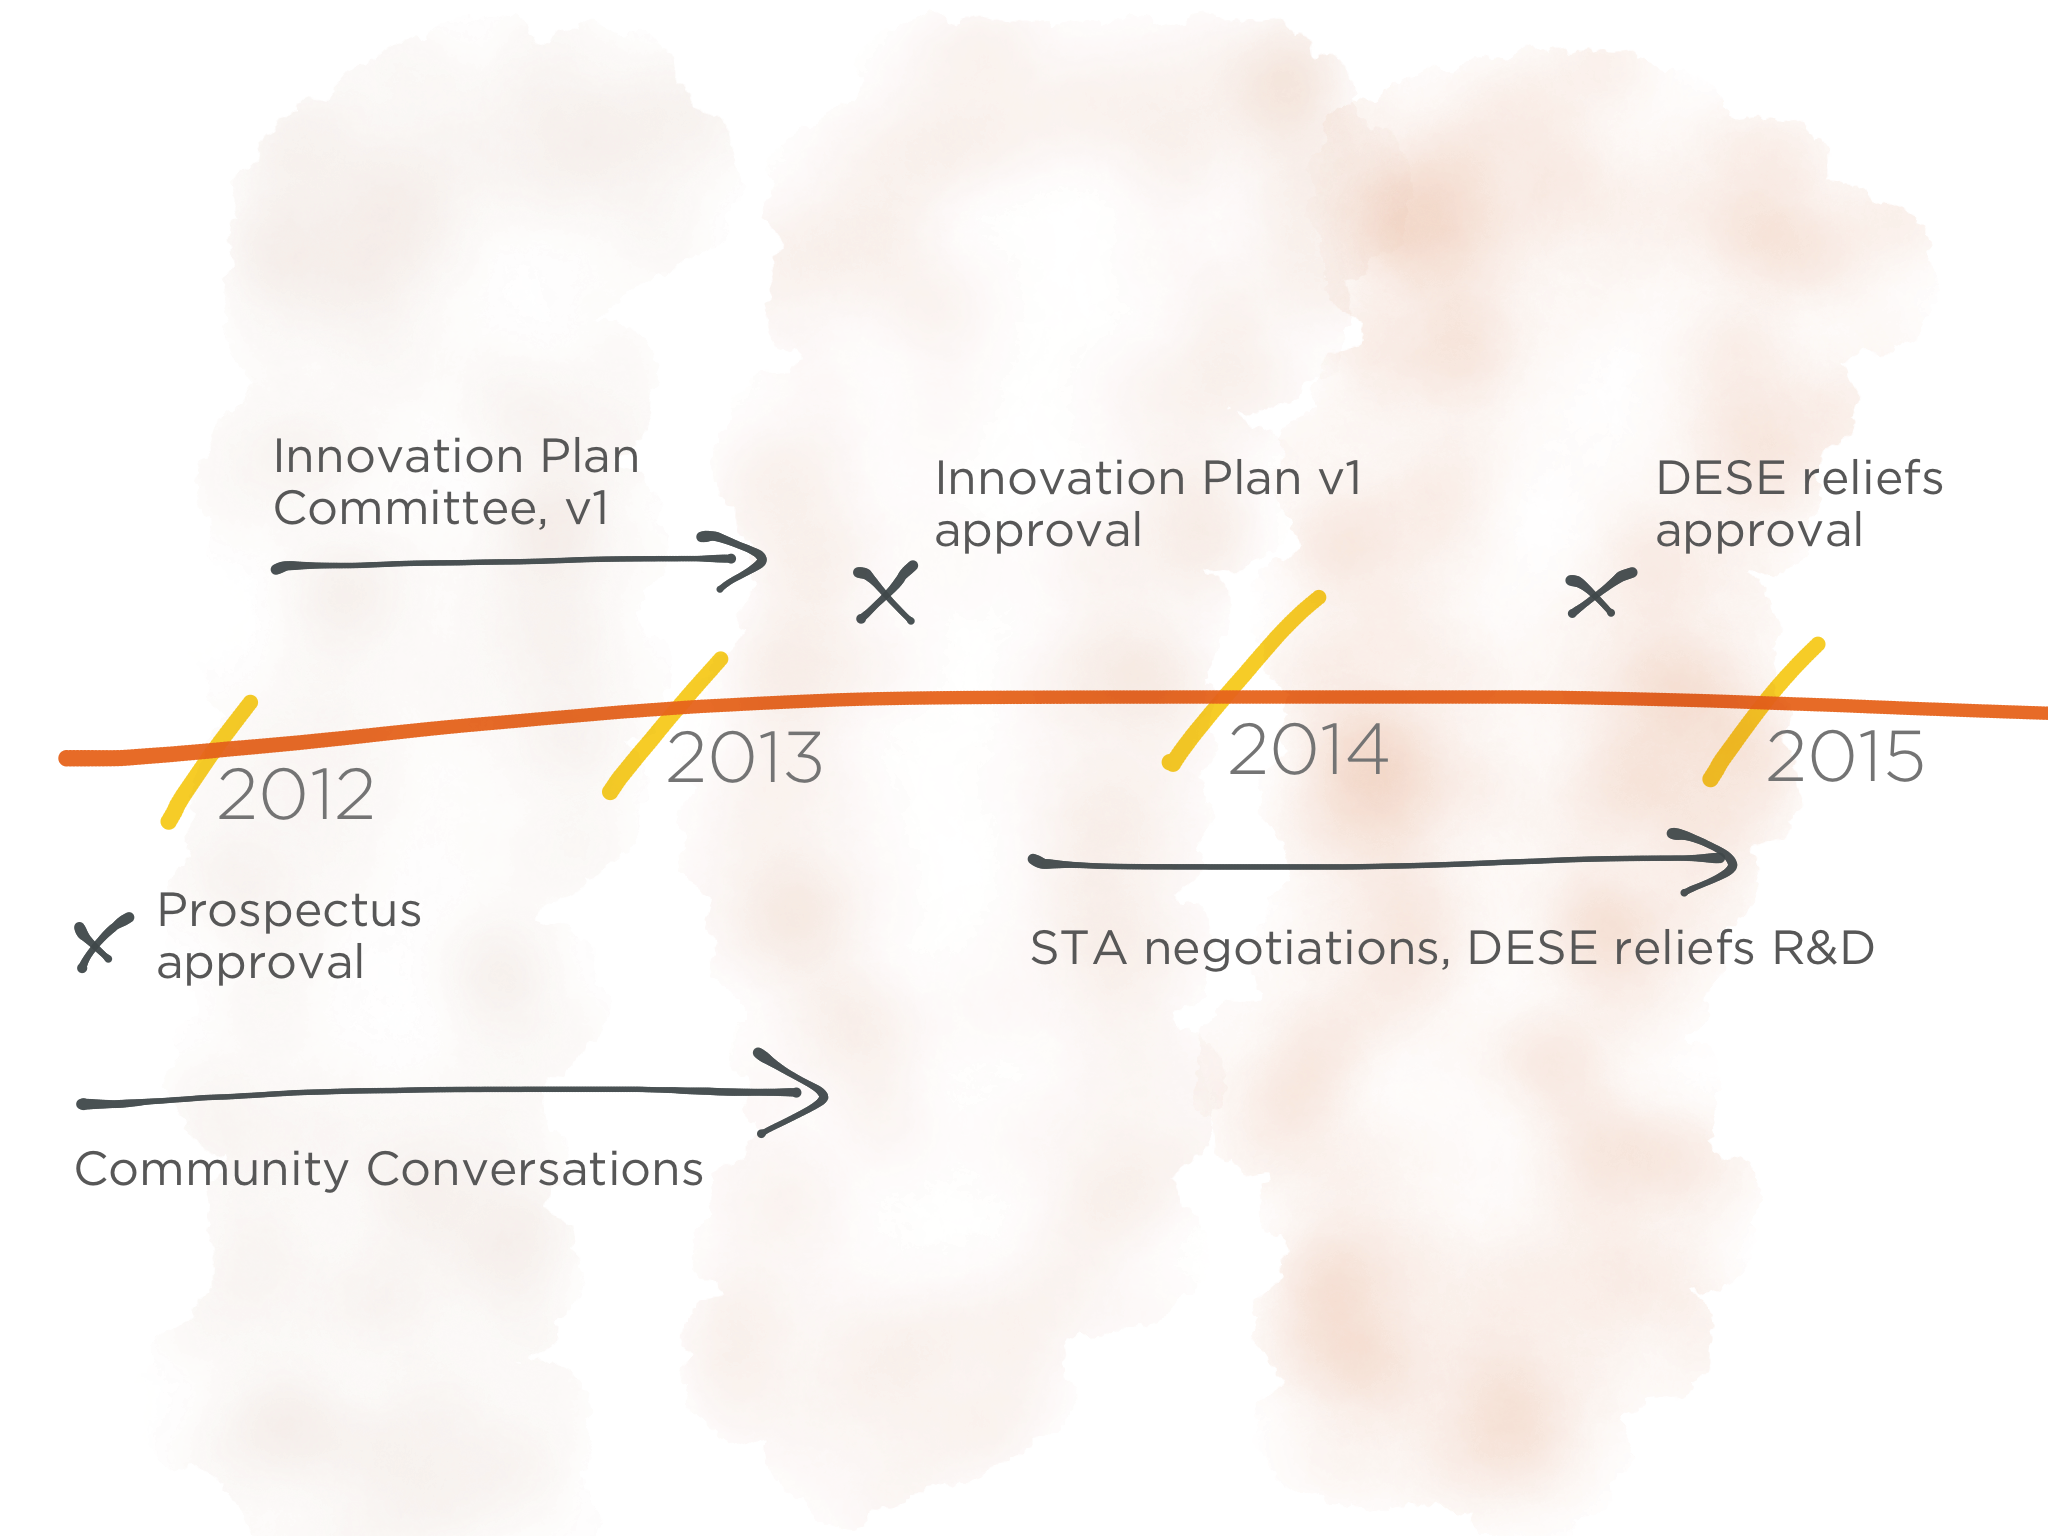 Innovation Plan
Committee, v1
Innovation Plan v1
approval
DESE reliefs
approval
2012
2013
2014
2015
Prospectus
approval
STA negotiations, DESE reliefs R&D
Community Conversations